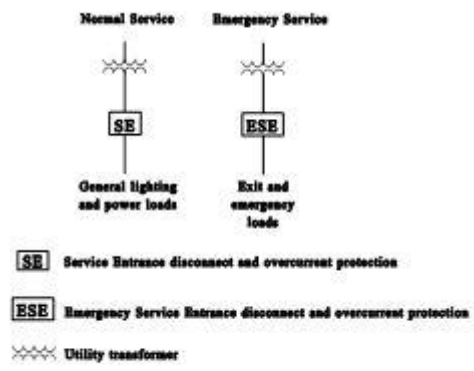 Normal Service
Emergency Service
SE
ESE
General lighting
and power loads
Exit and
emergency
loads
SE Service Entrance disconnect and overcurrent protection
ESE Emergency Service Entrance disconnect and overcurrent protection
Utility transformer